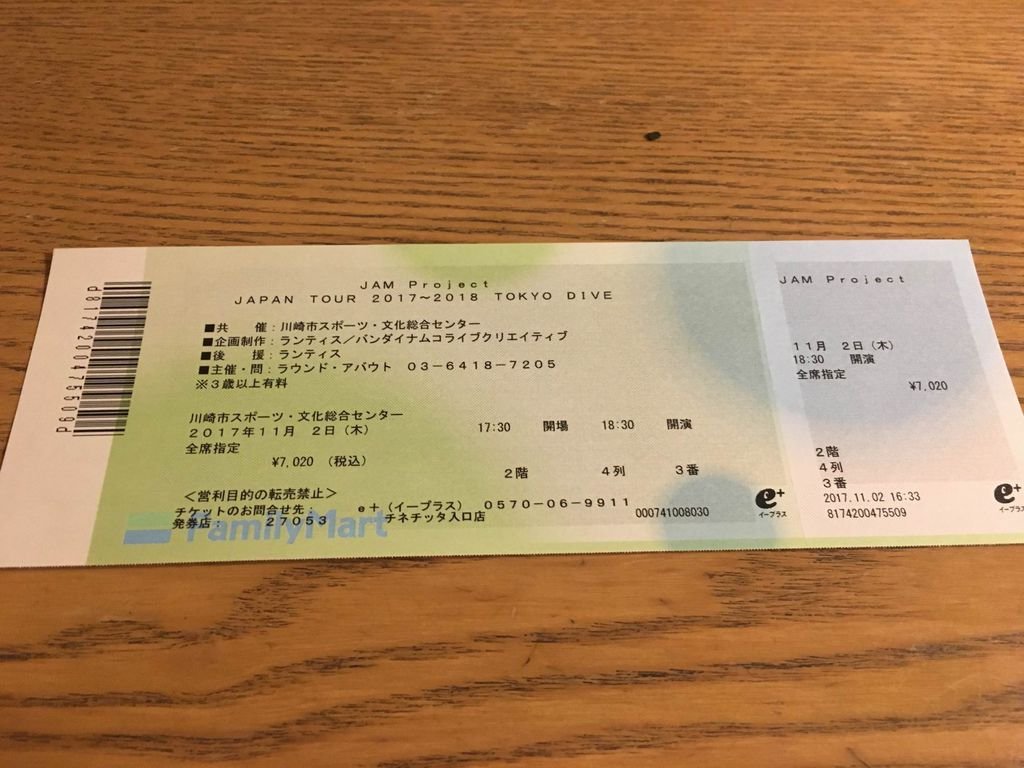 JAM Project
JAPAN TOUR 2017～2018 TOKYO DIVE
■共　催：川崎市スポーツ・文化総合センター
■企画制作：ランティス／バンダイナムコライブクリエイティブ
■後　援：ランティス
■主催・問：ラウンド・アバウト 03-6418-7205
※3歳以上有料
川崎市スポーツ・文化総合センター
2017年11月 2日（木） 17:30 開場 18:30 開演
全席指定
¥7,020 （税込）
2階 4列 3番
＜営利目的の転売禁止＞
チケットのお問合せ先： e+（イープラス） 0570-06-9911
発券店： 27053 チネチッタ入口店 000741008030
FamilyMart
e+
イープラス
d8174200475509d
JAM Project
11月 2日（木）
18:30 開演
全席指定
¥7,020
2階
4列
3番
2017.11.02 16:33
8174200475509
e+
イープラス